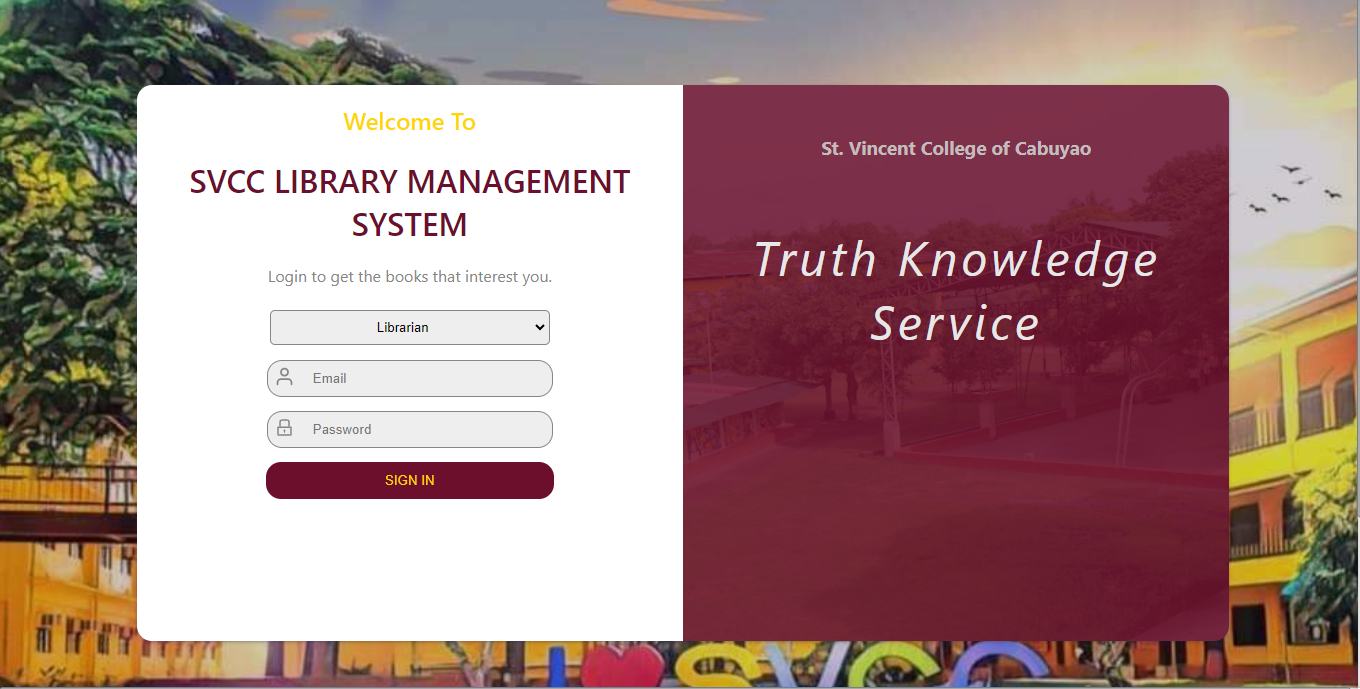 Welcome To
SVCC LIBRARY MANAGEMENT
SYSTEM
Login to get the books that interest you.
Librarian
Email
Password
SIGN IN
St. Vincent College of Cabuyao
Truth Knowledge
Service
I ❤ SVCC